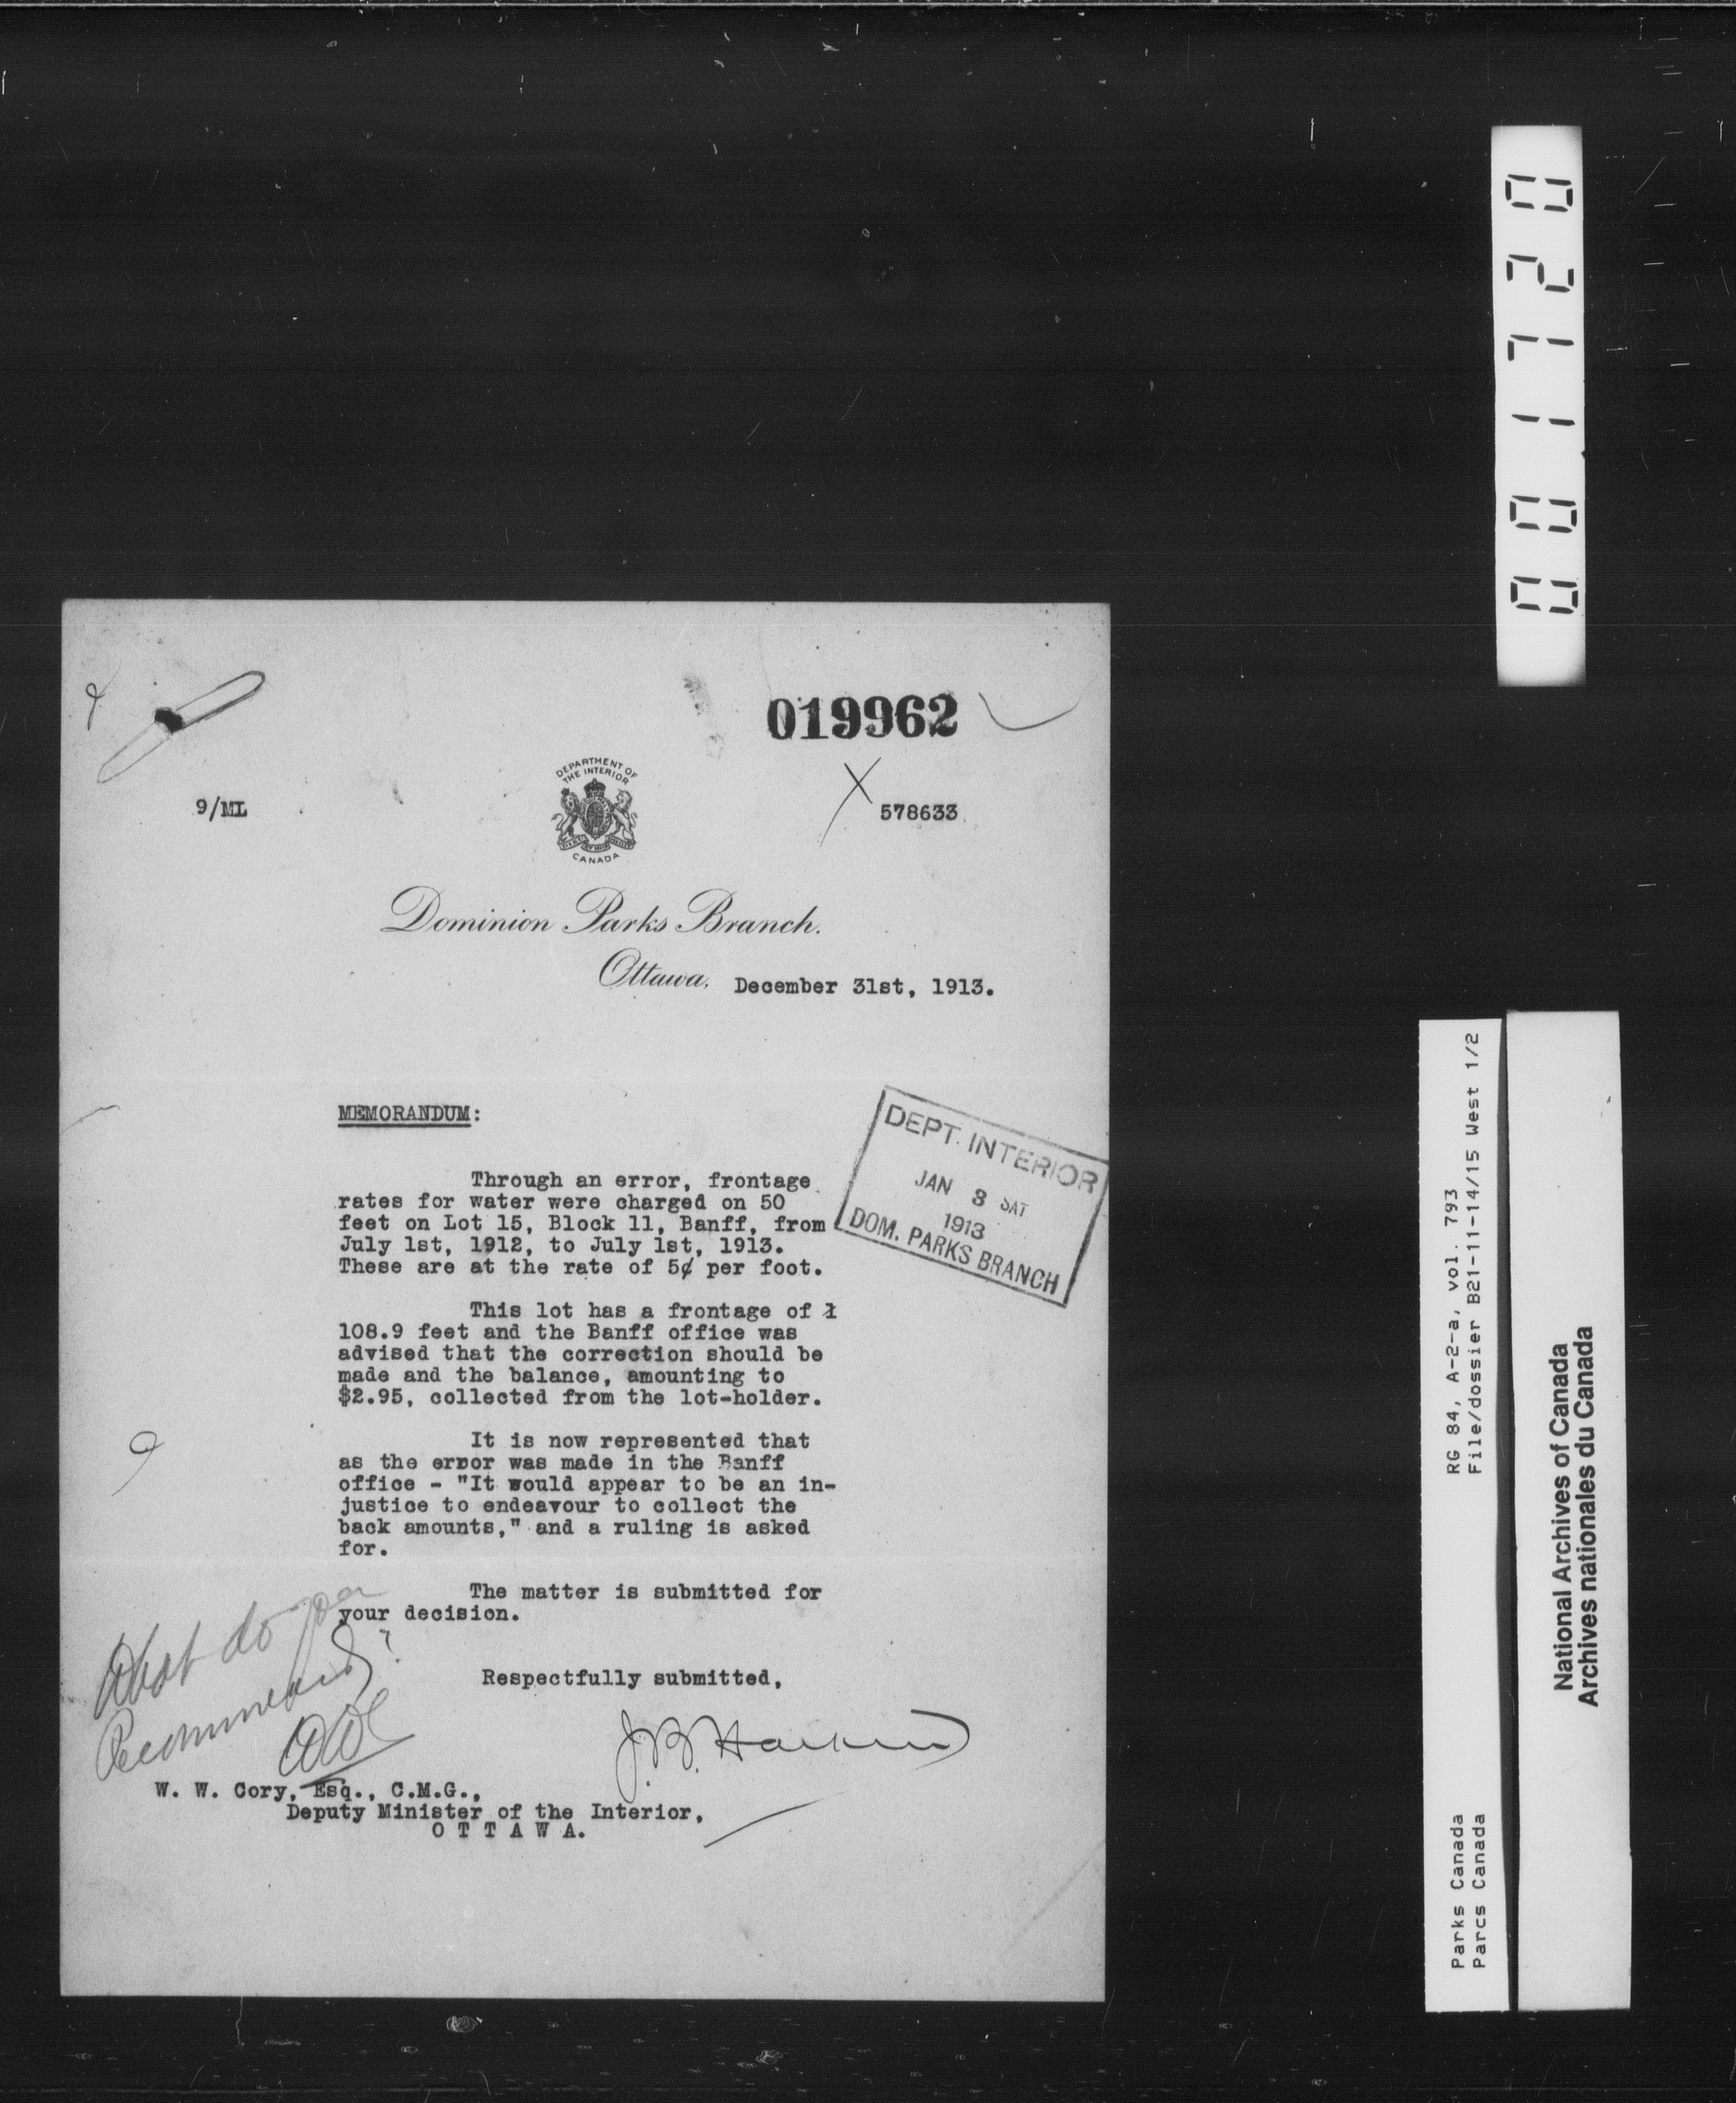 001720
019962
DEPARTMENT OF
THE INTERIOR
CANADA
9/ML
578633
Dominion Parks Branch.
Ottawa, December 31st, 1913.
MEMORANDUM:
DEPT. INTERIOR
JAN 3 SAT
1913
DOM. PARKS BRANCH
Through an error, frontage
rates for water were charged on 50
feet on Lot 15, Block 11, Banff, from
July 1st, 1912, to July 1st, 1913.
These are at the rate of 5¢ per foot.
This lot has a frontage of
108.9 feet and the Banff office was
advised that the correction should be
made and the balance, amounting to
$2.95, collected from the lot-holder.
It is now represented that
as the error was made in the Banff
office - "It would appear to be an in-
justice to endeavour to collect the
back amounts," and a ruling is asked
for.
The matter is submitted for
your decision.
What do you
Recommend?
Respectfully submitted,
J.B. Harkin
W. W. Cory, Esq., C.M.G.,
Deputy Minister of the Interior,
O T T A W A.
RG 84, A-2-a, vol. 793
File/dossier B21-11-14/15 West 1/2
Parks Canada
Parcs Canada
National Archives of Canada
Archives nationales du Canada